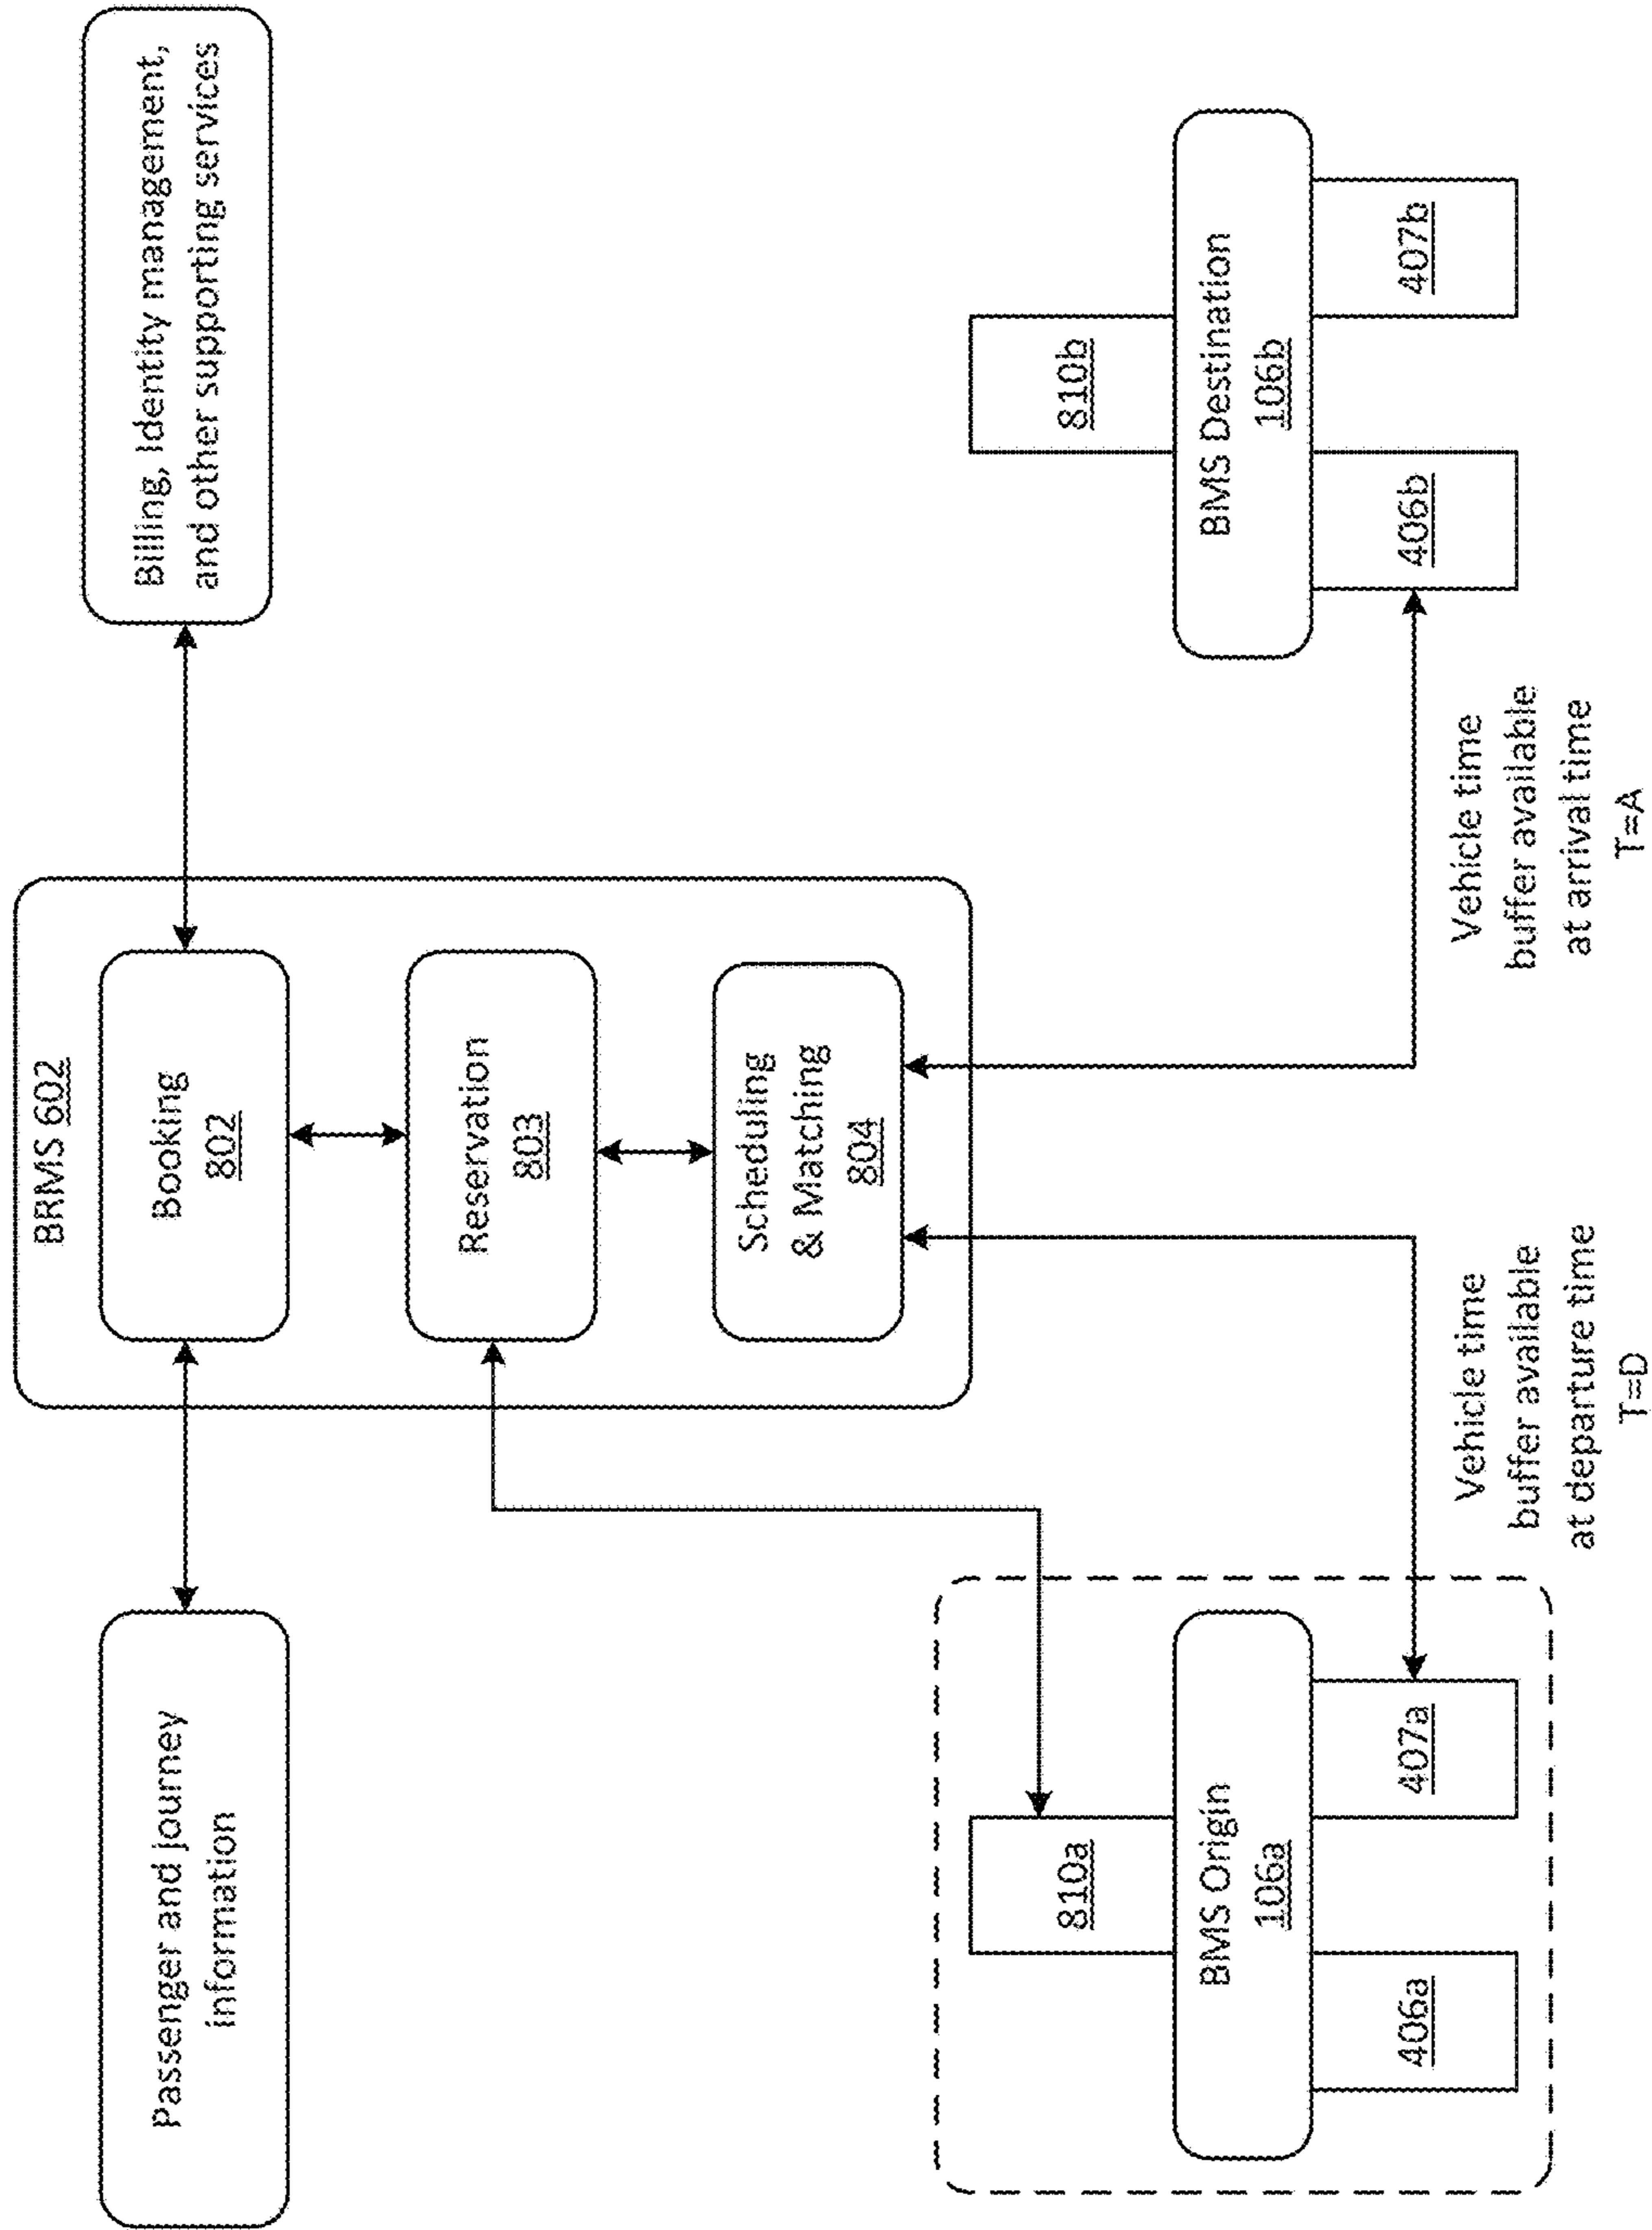 Passenger and journey
information
BRMS 602
Booking
802
Reservation
803
Scheduling
& Matching
804
Billing, Identity management,
and other supporting services
810a
BMS Origin
106a
406a
407a
Vehicle time
buffer available
at departure time
T=D
Vehicle time
buffer available
at arrival time
T=A
810b
BMS Destination
106b
406b
407b